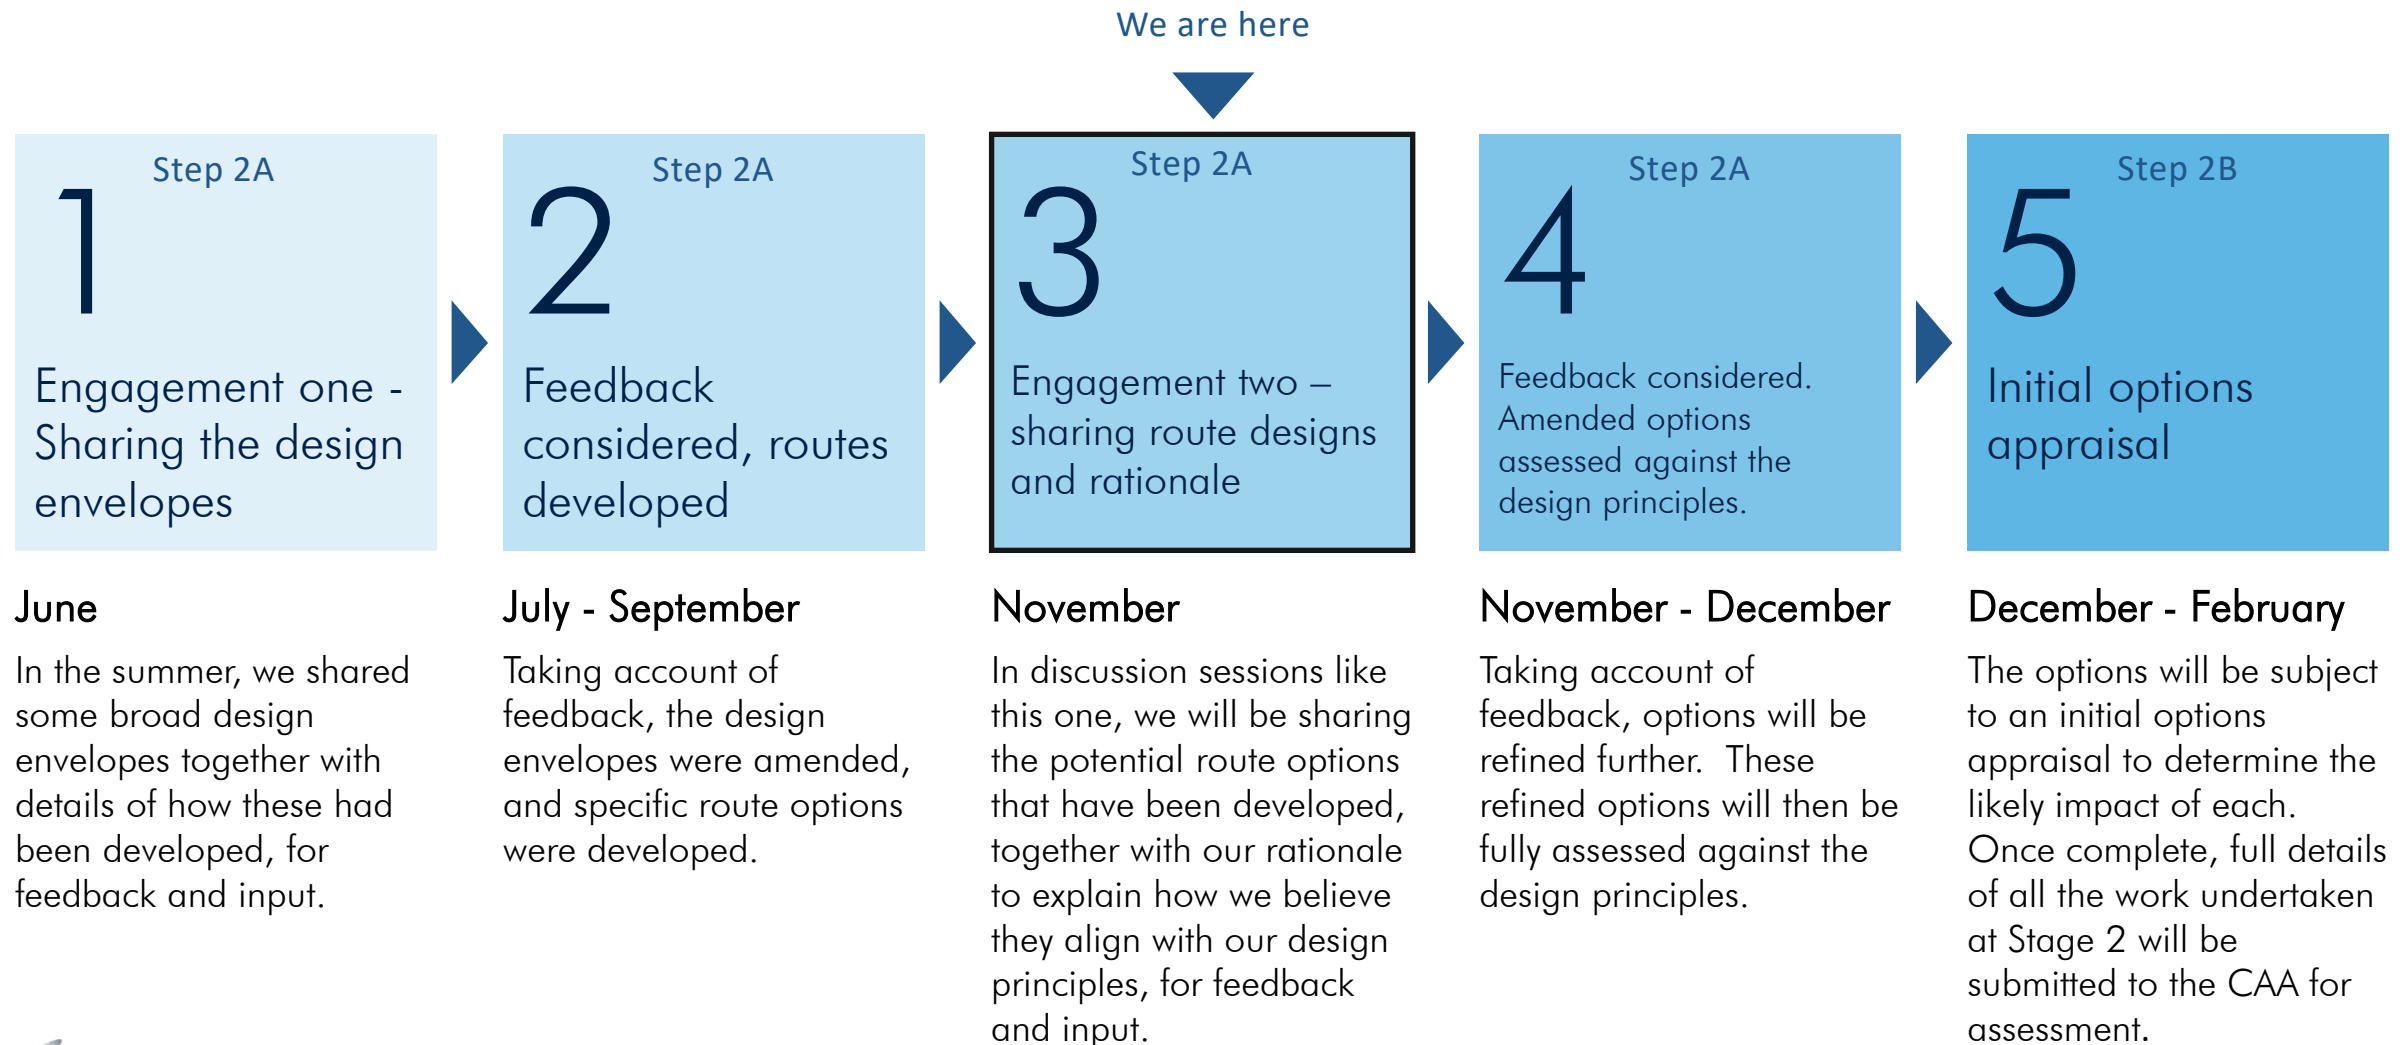 We are here
Step 2A
1
Engagement one -
Sharing the design
envelopes
June
In the summer, we shared
some broad design
envelopes together with
details of how these had
been developed, for
feedback and input.
Step 2A
2
Feedback
considered, routes
developed
July - September
Taking account of
feedback, the design
envelopes were amended,
and specific route options
were developed.
Step 2A
3
Engagement two –
sharing route designs
and rationale
November
In discussion sessions like
this one, we will be sharing
the potential route options
that have been developed,
together with our rationale
to explain how we believe
they align with our design
principles, for feedback
and input.
Step 2A
4
Feedback considered.
Amended options
assessed against the
design principles.
November - December
Taking account of
feedback, options will be
refined further.  These
refined options will then be
fully assessed against the
design principles.
Step 2B
5
Initial options
appraisal
December - February
The options will be subject
to an initial options
appraisal to determine the
likely impact of each.
Once complete, full details
of all the work undertaken
at Stage 2 will be
submitted to the CAA for
assessment.